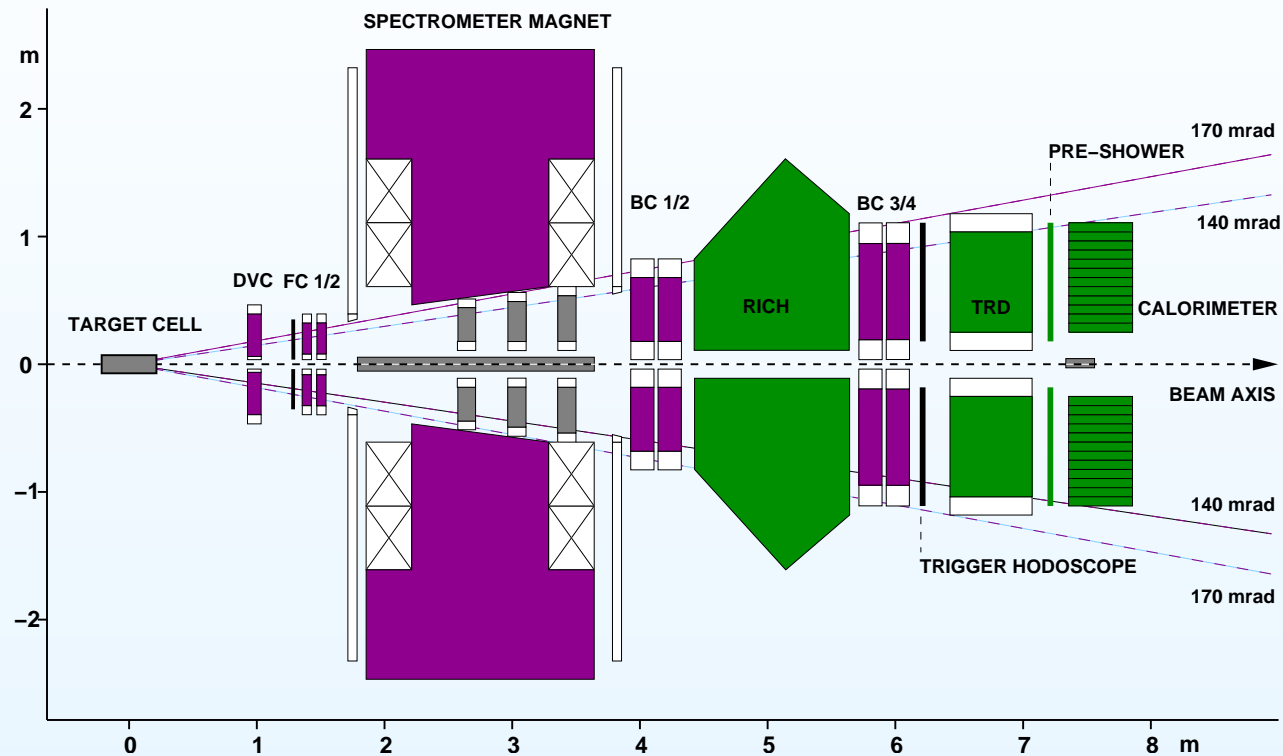 SPECTROMETER MAGNET
m
2
170 mrad
PRE−SHOWER
BC 1/2
BC 3/4
140 mrad
1
DVC
FC 1/2
RICH
TRD
CALORIMETER
TARGET CELL
0
BEAM AXIS
−1
140 mrad
TRIGGER HODOSCOPE
170 mrad
−2
0 1 2 3 4 5 6 7 8 m